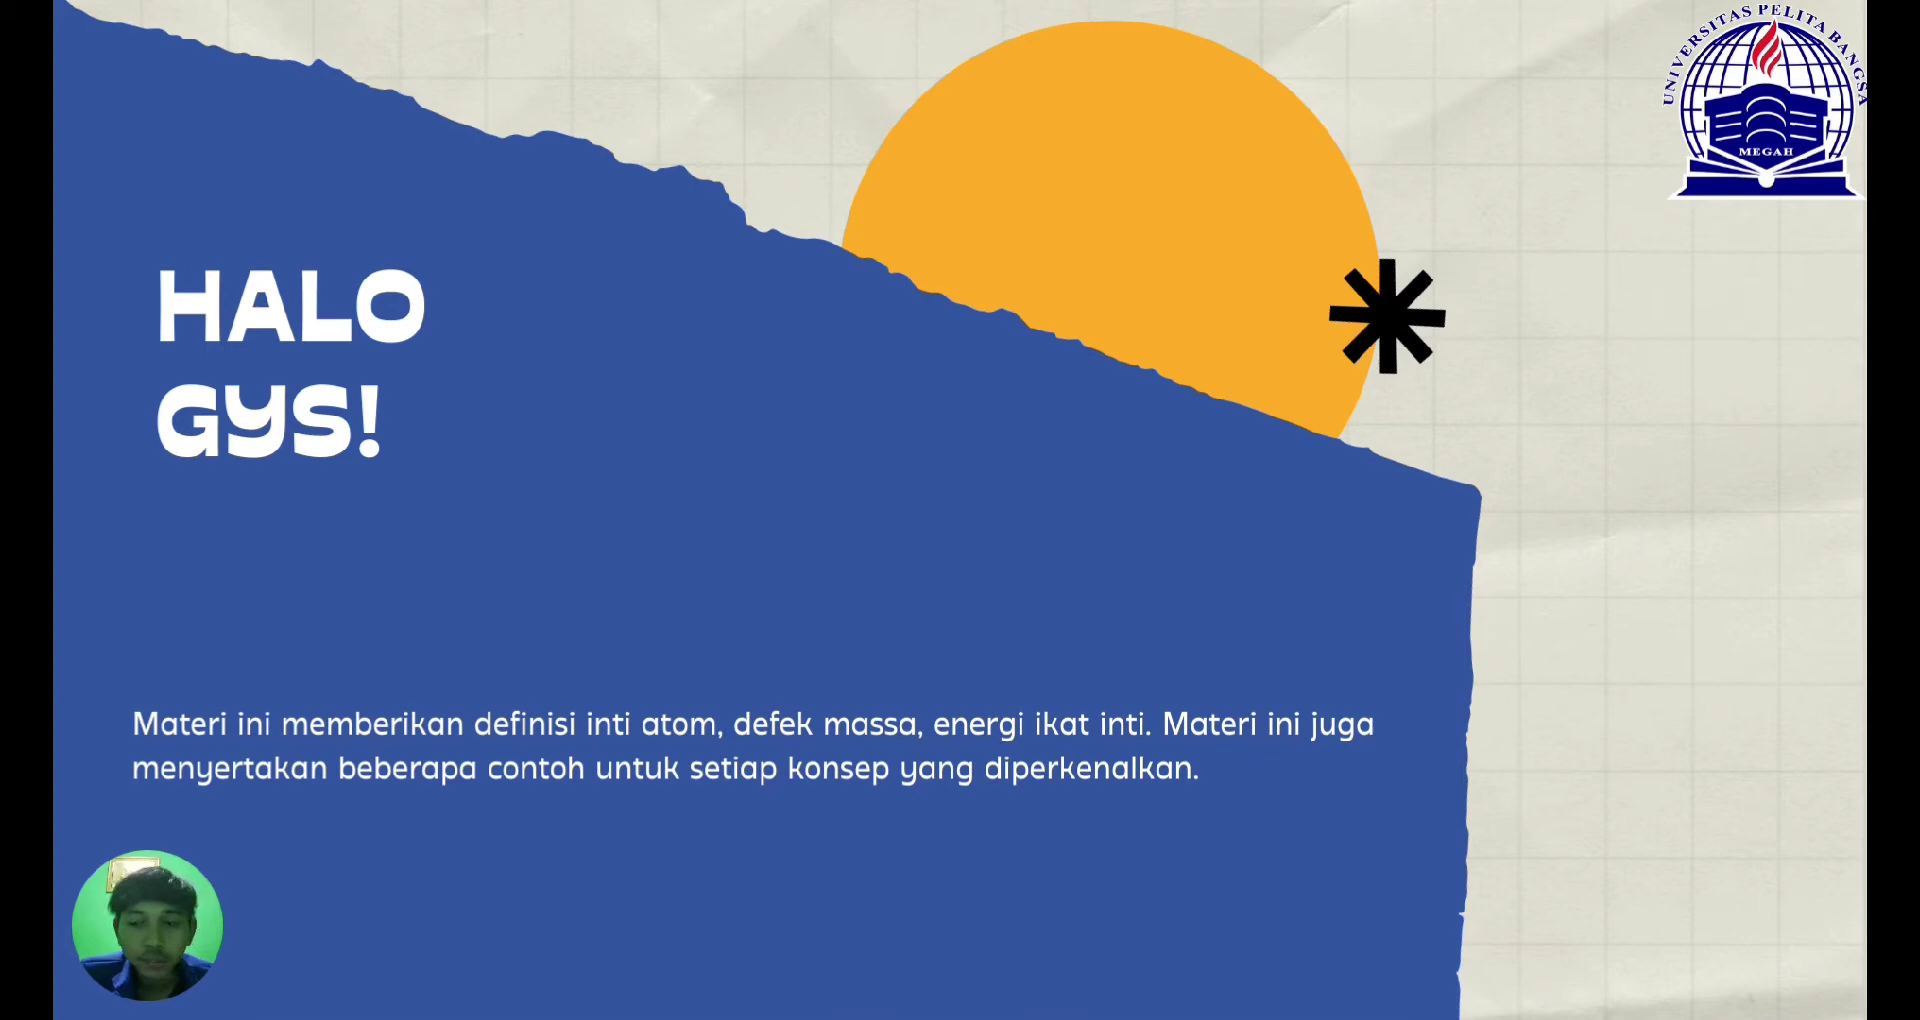 UNIVERSITAS PELITA BANGSA
MEGAH
HALO
GYS!
Materi ini memberikan definisi inti atom, defek massa, energi ikat inti. Materi ini juga
menyertakan beberapa contoh untuk setiap konsep yang diperkenalkan.